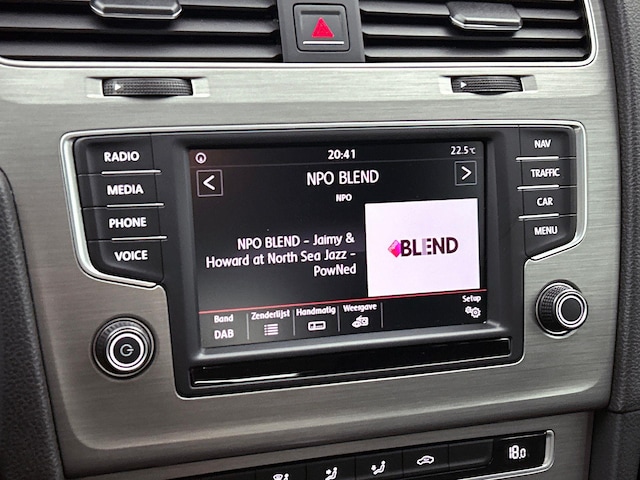 20:41
22.5°C
NPO BLEND
NPO
NPO BLEND - Jaimy &
Howard at North Sea Jazz -
PowNed
BLEND
Band
DAB
Zenderlijst
Handmatig
Weergave
Setup
RADIO
MEDIA
PHONE
VOICE
NAV
TRAFFIC
CAR
MENU
18.0